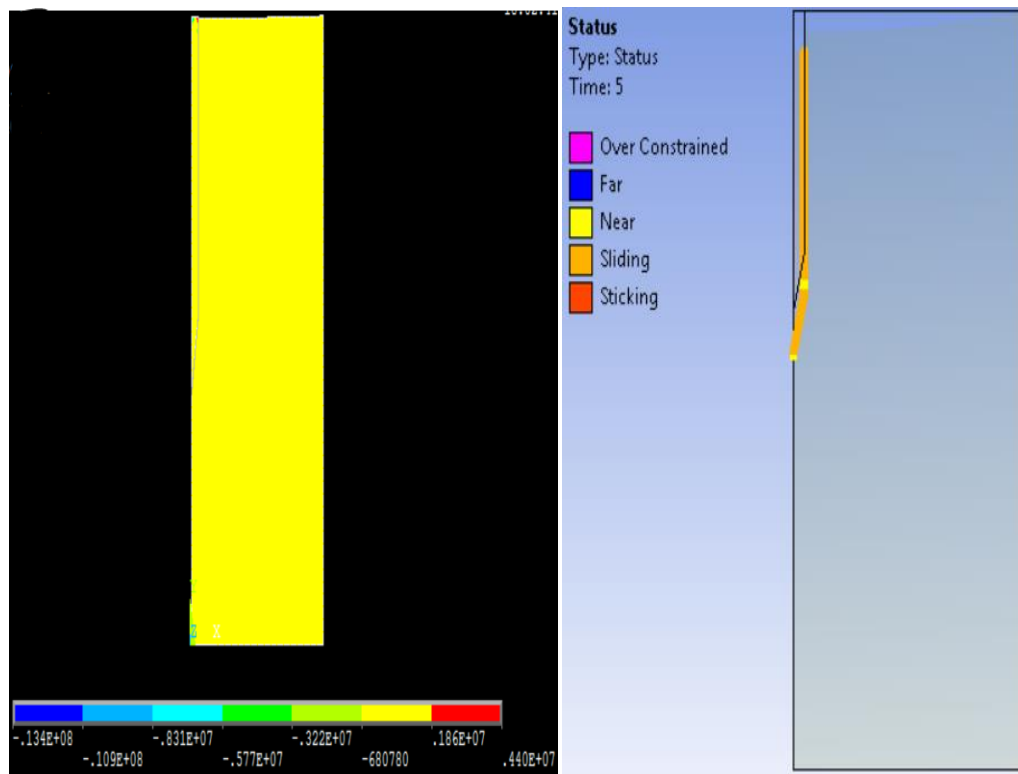 Z X
-.134E+08 -.831E+07 -.322E+07 .186E+07
-.109E+08 -.577E+07 -680780 .440E+07
Status
Type: Status
Time: 5
Over Constrained
Far
Near
Sliding
Sticking